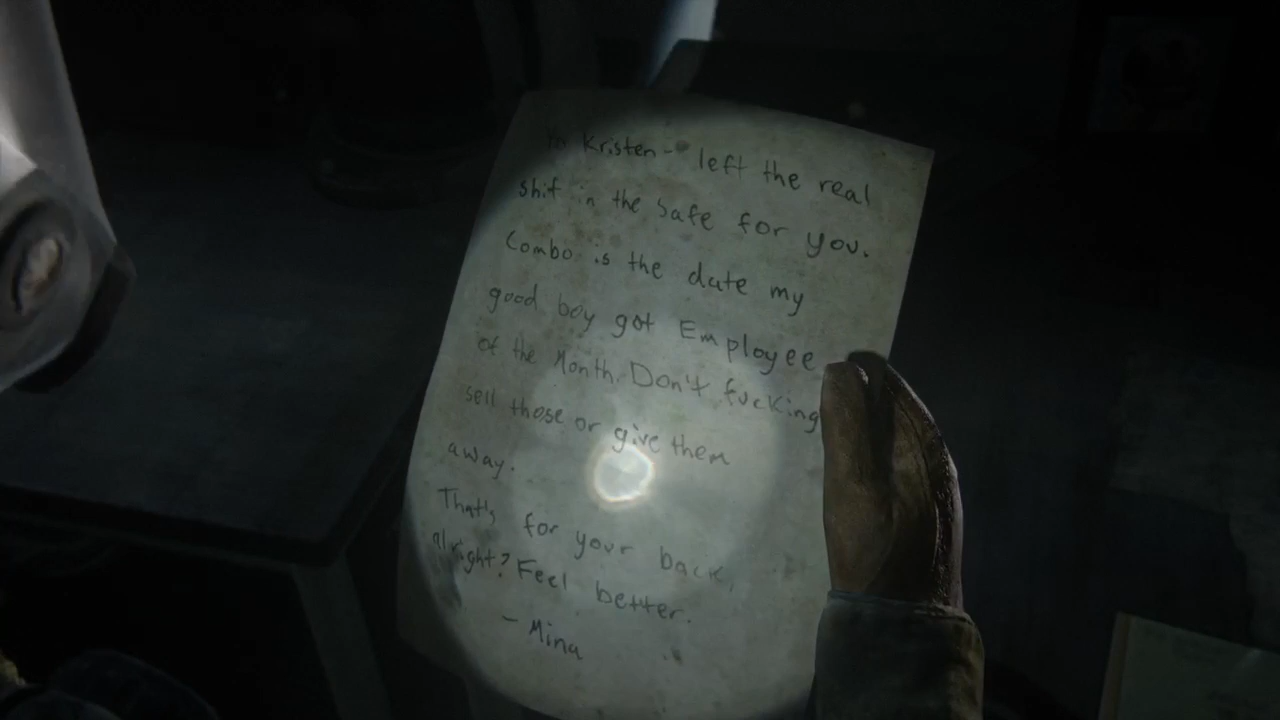 to Kristen - left the real
shit in the safe for you.
Combo is the date my
good boy got Employee
of the Month. Don't fucking
sell those or give them
away.
That's for your back,
alright? Feel better.
- Mina